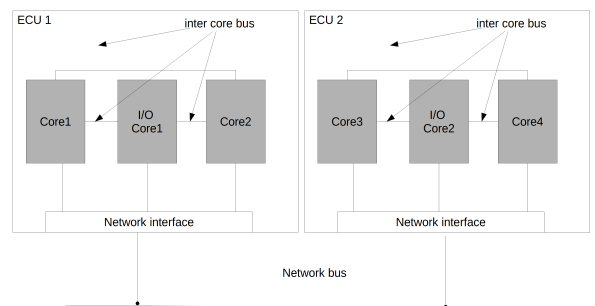 ECU 1
inter core bus
Core1
I/O
Core1
Core2
Network interface
ECU 2
inter core bus
Core3
I/O
Core2
Core4
Network interface
Network bus